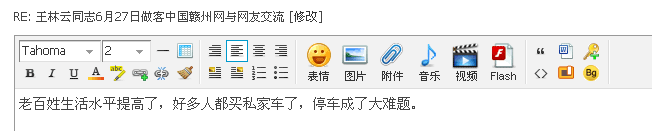 RE: 王林云同志6月27日做客中国赣州网与网友交流 [修改]
Tahoma 2
B I U A abc
表情 图片 附件 音乐 视频 Flash
Bg
老百姓生活水平提高了，好多人都买私家车了，停车成了大难题。